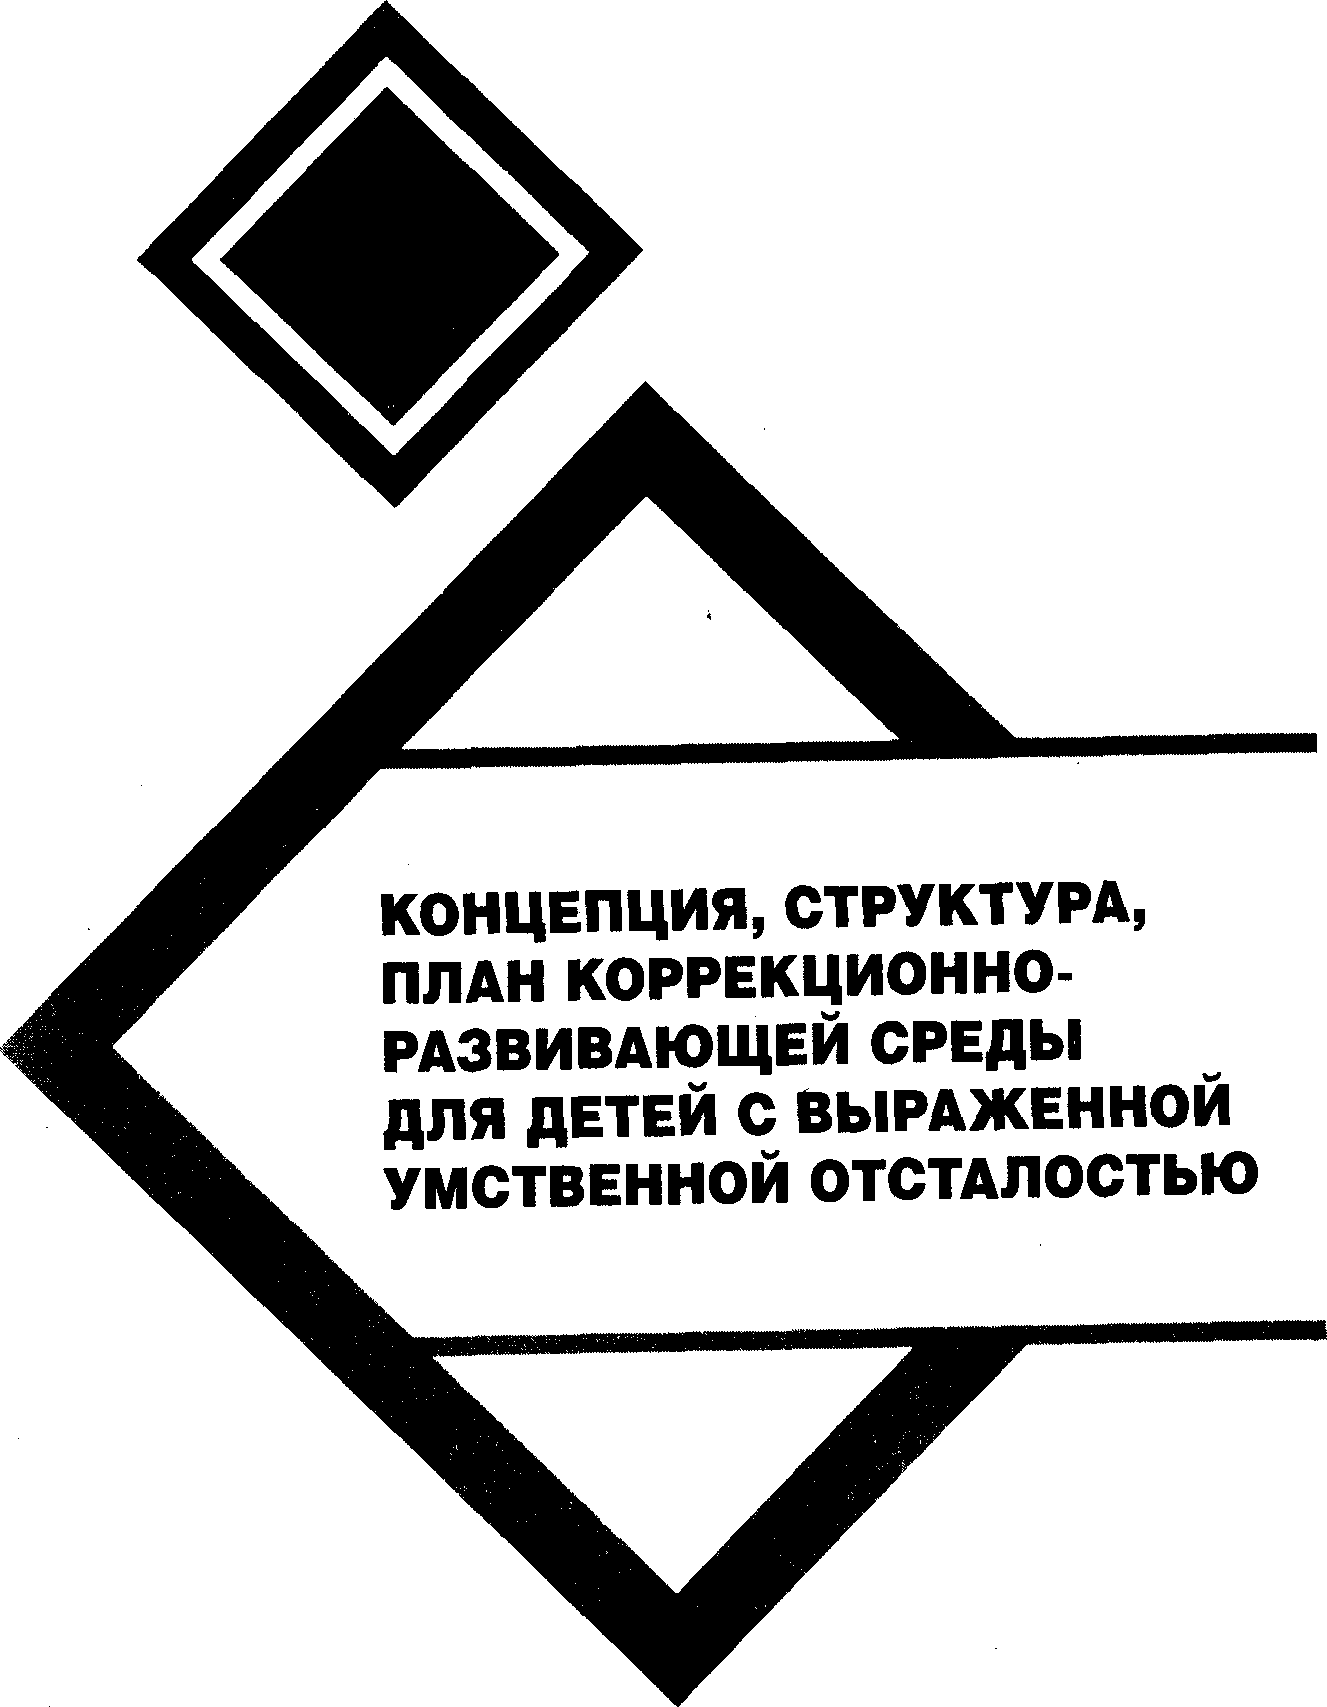 КОНЦЕПЦИЯ, СТРУКТУРА,
ПЛАН КОРРЕКЦИОННО-
РАЗВИВАЮЩЕЙ СРЕДЫ
ДЛЯ ДЕТЕЙ С ВЫРАЖЕННОЙ
УМСТВЕННОЙ ОТСТАЛОСТЬЮ